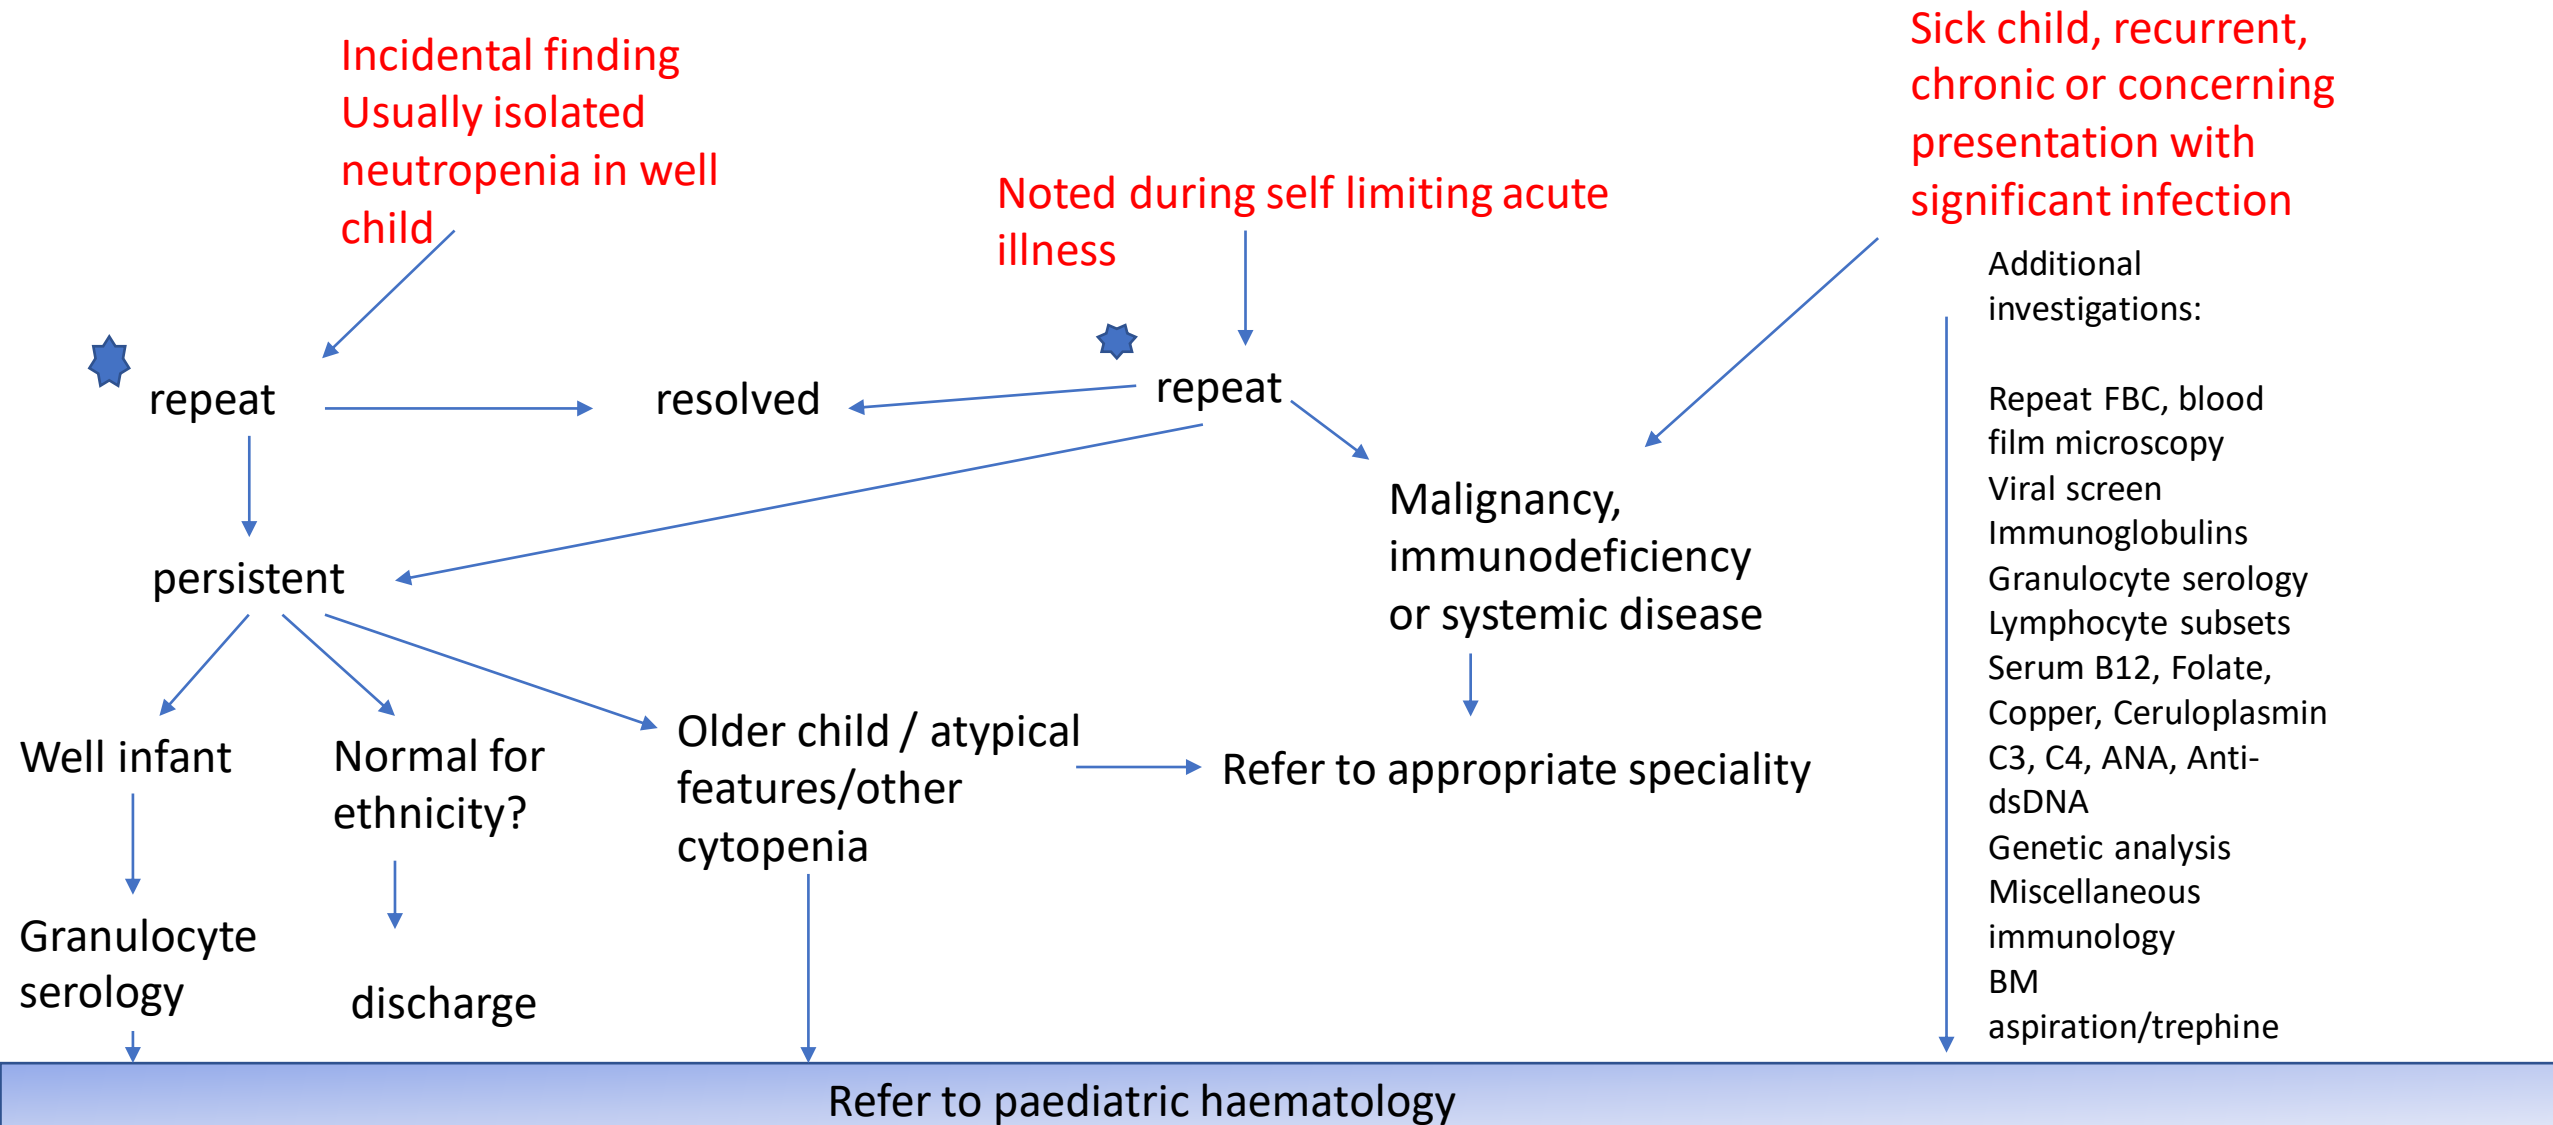 Incidental finding
Usually isolated
neutropenia in well
child
Noted during self limiting acute
illness
Sick child, recurrent,
chronic or concerning
presentation with
significant infection
Additional
investigations:
Repeat FBC, blood
film microscopy
Viral screen
Immunoglobulins
Granulocyte serology
Lymphocyte subsets
Serum B12, Folate,
Copper, Ceruloplasmin
C3, C4, ANA, Anti-
dsDNA
Genetic analysis
Miscellaneous
immunology
BM
aspiration/trephine
repeat
resolved
repeat
persistent
Malignancy,
immunodeficiency
or systemic disease
Well infant
Normal for
ethnicity?
Older child / atypical
features/other
cytopenia
Refer to appropriate speciality
Granulocyte
serology
discharge
Refer to paediatric haematology